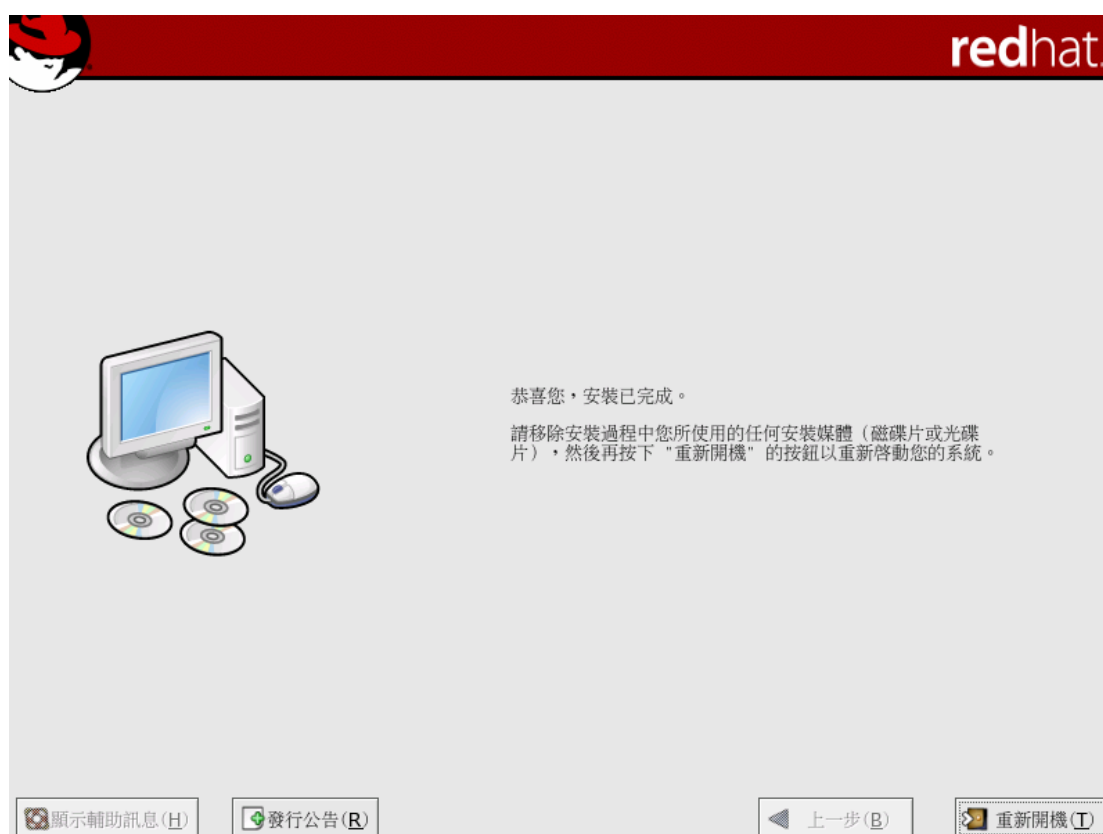 redhat.
恭喜您，安裝已完成。
請移除安裝過程中您所使用的任何安裝媒體（磁碟片或光碟
片），然後再按下 "重新開機" 的按鈕以重新啓動您的系統。
顯示輔助訊息(H)
發行公告(R)
上一步(B)
重新開機(T)